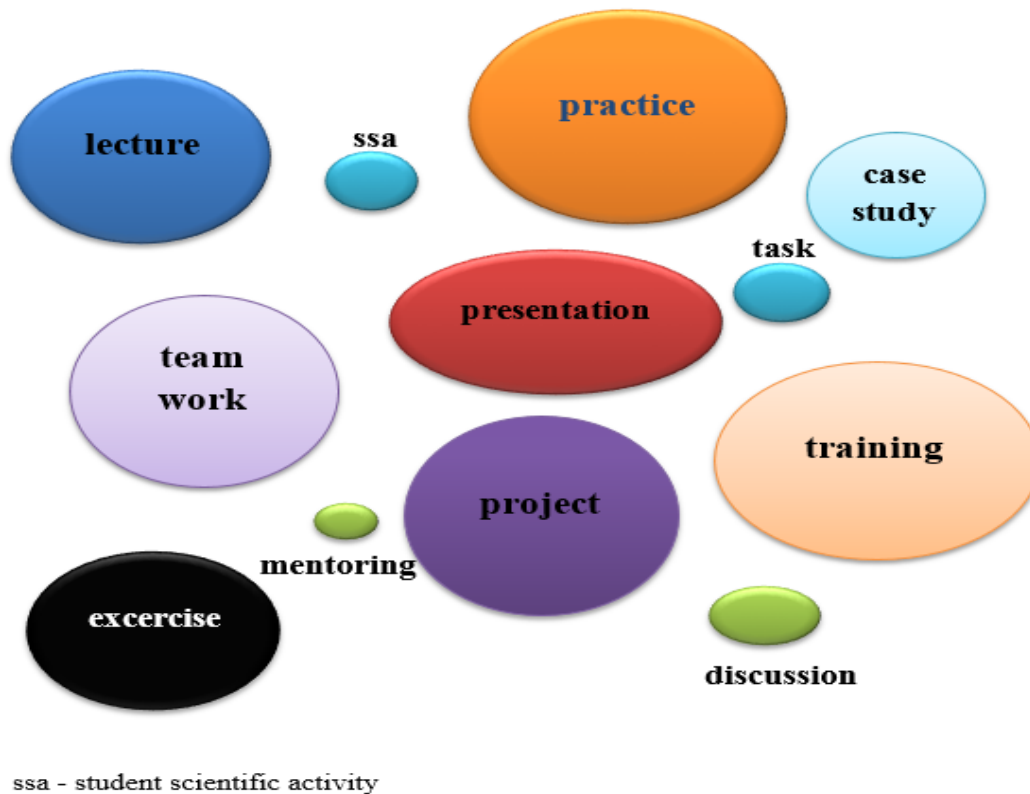 practice
lecture
ssa
case
study
task
presentation
team
work
training
project
mentoring
excercise
discussion
ssa - student scientific activity